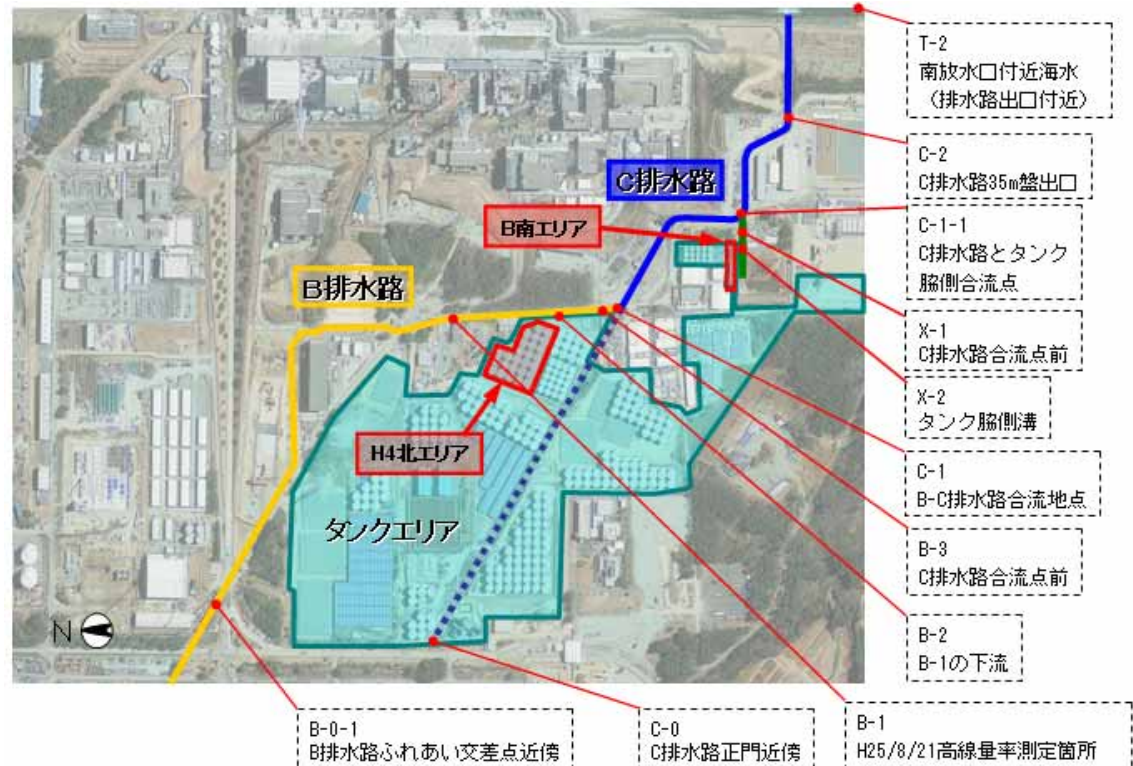 T-2
南放水口付近海水
（排水路出口付近）
C-2
C排水路35m盤出口
C排水路
B南エリア
C-1-1
C排水路とタンク
脇側合流点
B排水路
X-1
C排水路合流点前
X-2
タンク脇側溝
H4北エリア
C-1
B-C排水路合流地点
タンクエリア
B-3
C排水路合流点前
N
B-2
B-1の下流
B-0-1
B排水路ふれあい交差点近傍
C-0
C排水路正門近傍
B-1
H25/8/21高線量率測定箇所